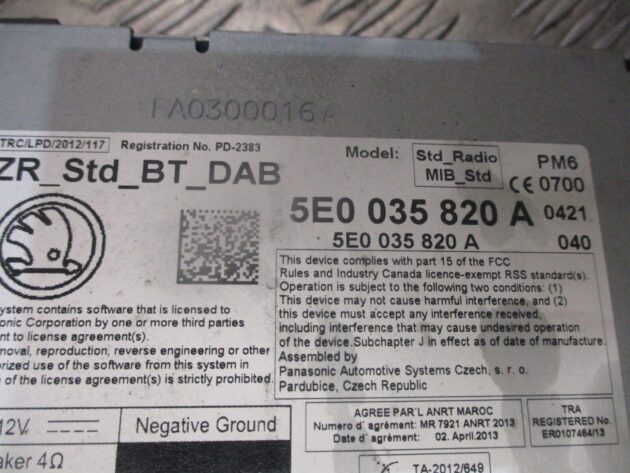 FA0300016A
TRC/LPD/2012/117
Registration No. PD-2383
Model:
Std_Radio
MIB_Std
PM6
ZR_Std_BT_DAB
CE 0700
5E0 035 820 A 0421
5E0 035 820 A 040
This device complies with part 15 of the FCC
Rules and Industry Canada licence-exempt RSS standard(s).
Operation is subject to the following two conditions: (1)
This device may not cause harmful interference, and (2)
this device must accept any interference received,
including interference that may cause undesired operation
of the device.Subchapter J in effect as of date of manufacture.
Assembled by
Panasonic Automotive Systems Czech, s. r. o.
Pardubice, Czech Republic
system contains software that is licensed to
onic Corporation by one or more third parties
nt to license agreement(s).
moval, reproduction, reverse engineering or other
orized use of the software from this system in
n of the license agreement(s) is strictly prohibited.
12V
Negative Ground
AGREE PAR'L ANRT MAROC
Numero d' agrément: MR 7921 ANRT 2013
Date d' agrément: 02. April.2013
TRA
REGISTERED No.
ER0107464/13
aker 4Ω
TA-2012/649